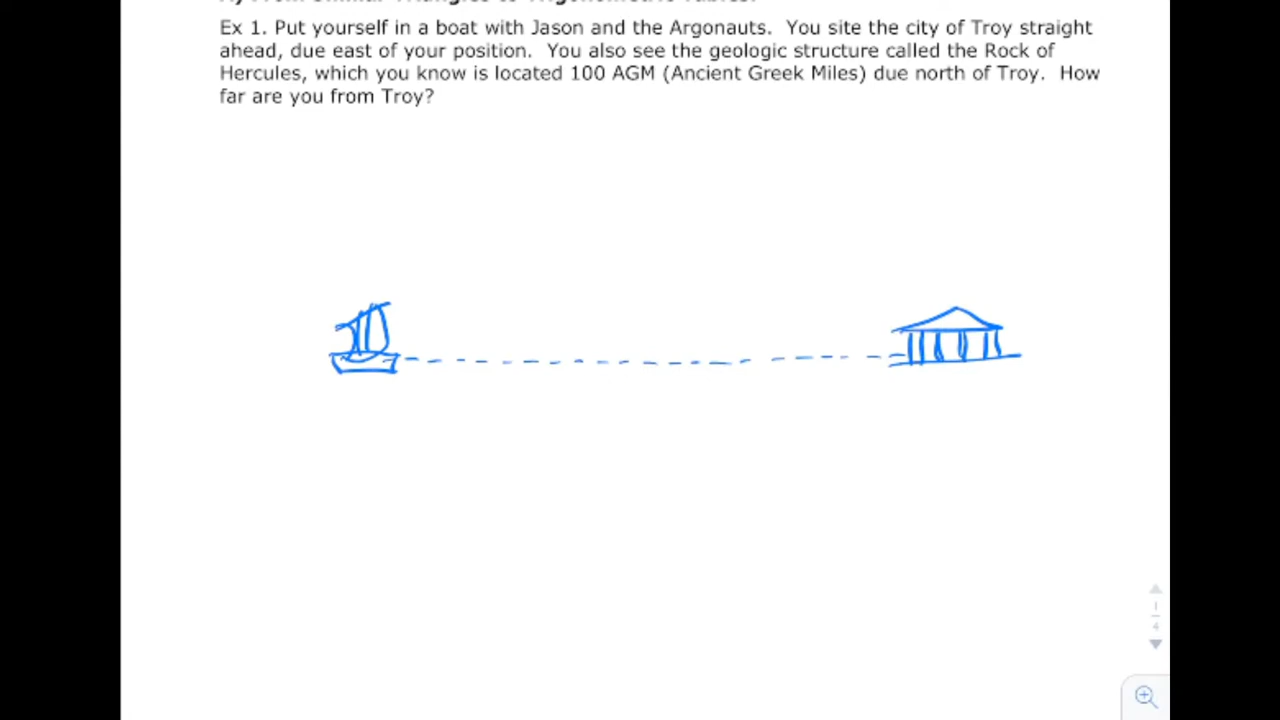 Ex 1. Put yourself in a boat with Jason and the Argonauts. You site the city of Troy straight
ahead, due east of your position. You also see the geologic structure called the Rock of
Hercules, which you know is located 100 AGM (Ancient Greek Miles) due north of Troy. How
far are you from Troy?
1
4